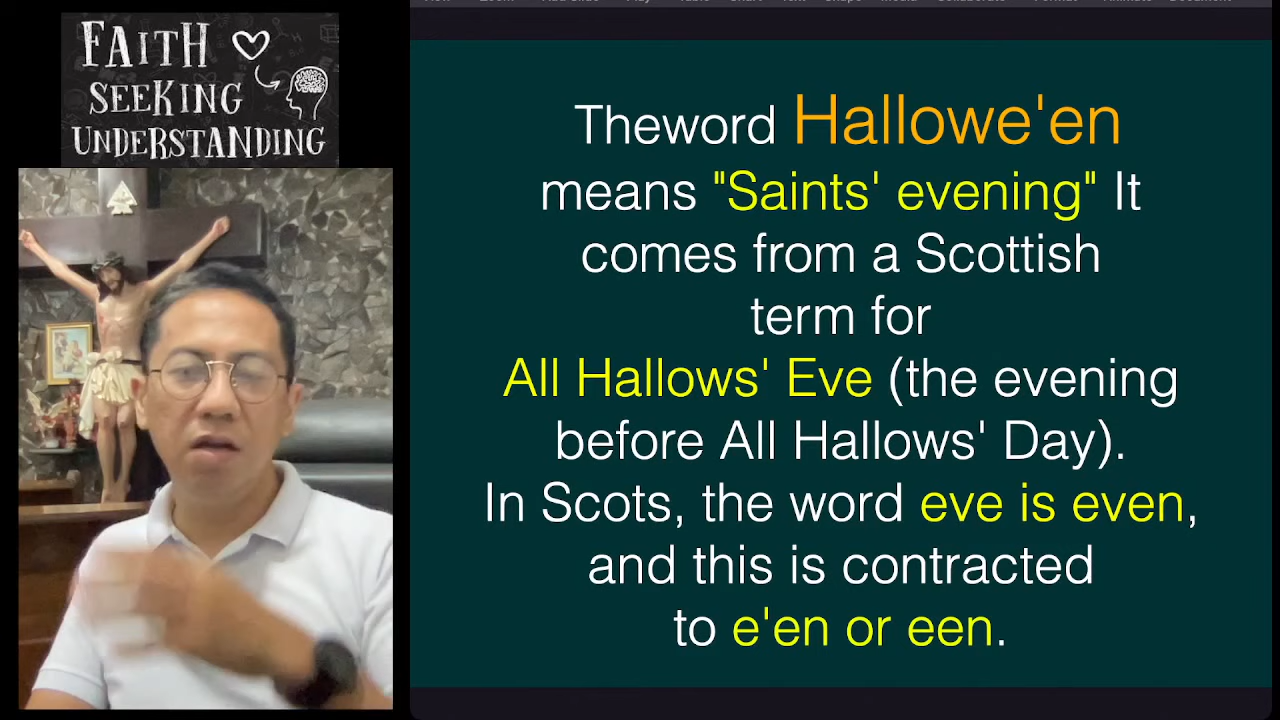 FAITH
SEEKING
UNDERSTANDING
Theword Hallowe'en
means "Saints' evening" It
comes from a Scottish
term for
All Hallows' Eve (the evening
before All Hallows' Day).
In Scots, the word eve is even,
and this is contracted
to e'en or een.